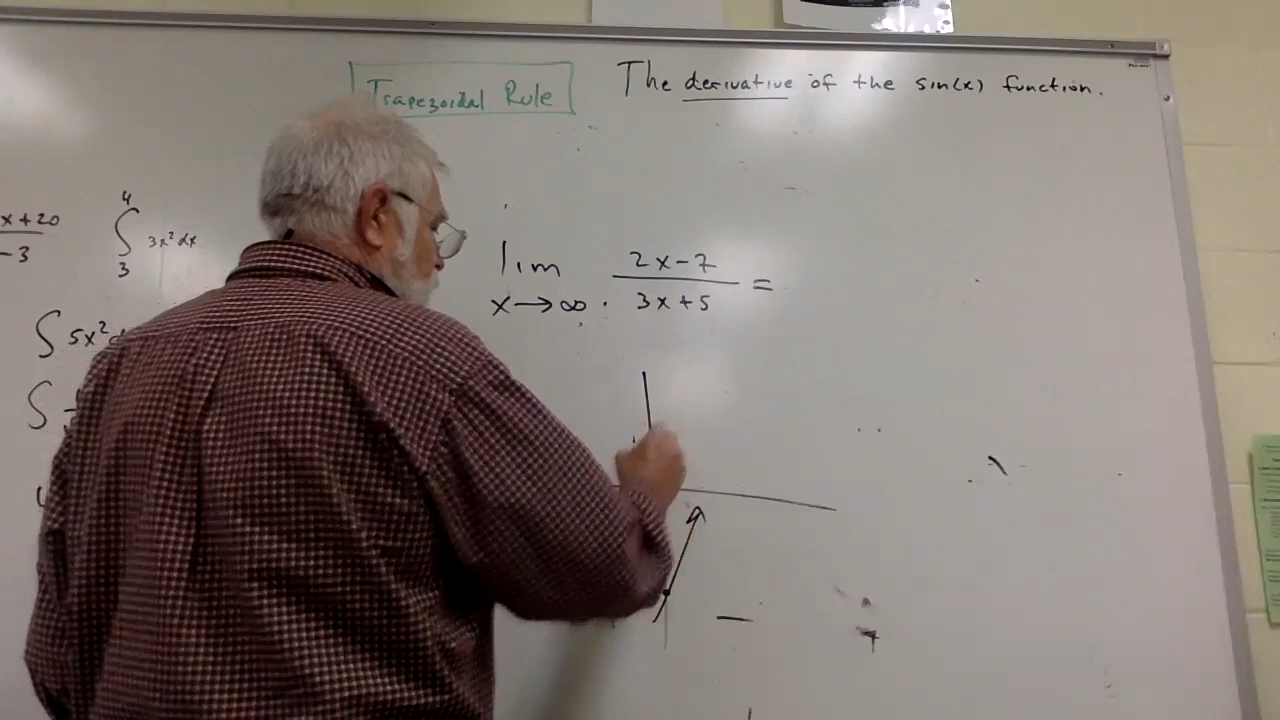 Trapezoidal Rule
The derivative of the sin(x) function.
x+20
-3
∫₃⁴ 3x² dx
lim x→∞ (2x-7)/(3x+5) =
∫ 5x²
∫